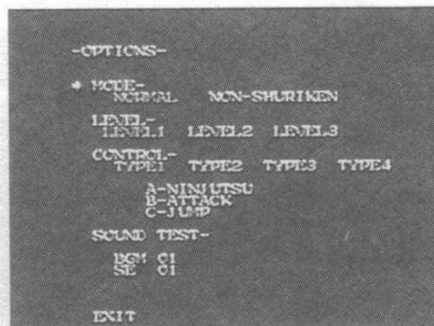 -OPTIONS-
* MODE-
NORMAL NON-SHURIKEN
LEVEL-
LEVEL1 LEVEL2 LEVEL3
CONTROL-
TYPE1 TYPE2 TYPE3 TYPE4
A-NINJUTSU
B-ATTACK
C-JUMP
SOUND TEST-
BGM 01
SE 01
EXIT